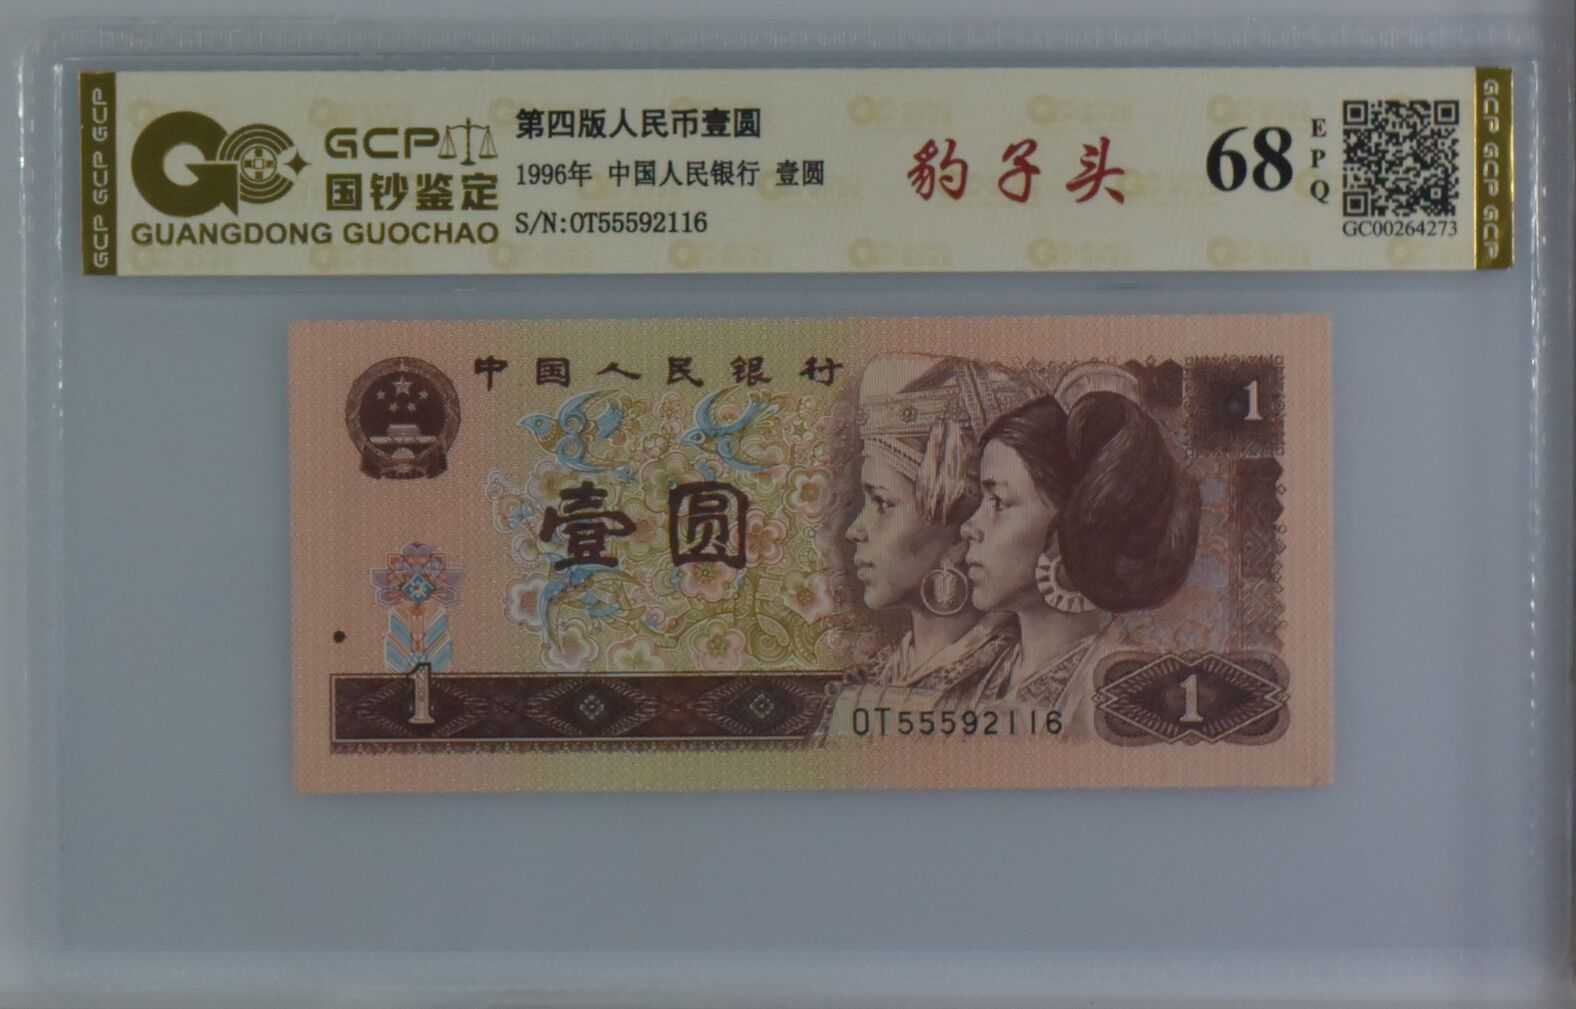 GCP GCP GCP
GCP
国钞鉴定
GUANGDONG GUOCHAO
第四版人民币壹圆
1996年 中国人民银行 壹圆
S/N:OT55592116
豹子头
68
EPQ
GC00264273
GCP GCP GCP
中国人民银行
1
壹圆
1
OT55592116
1